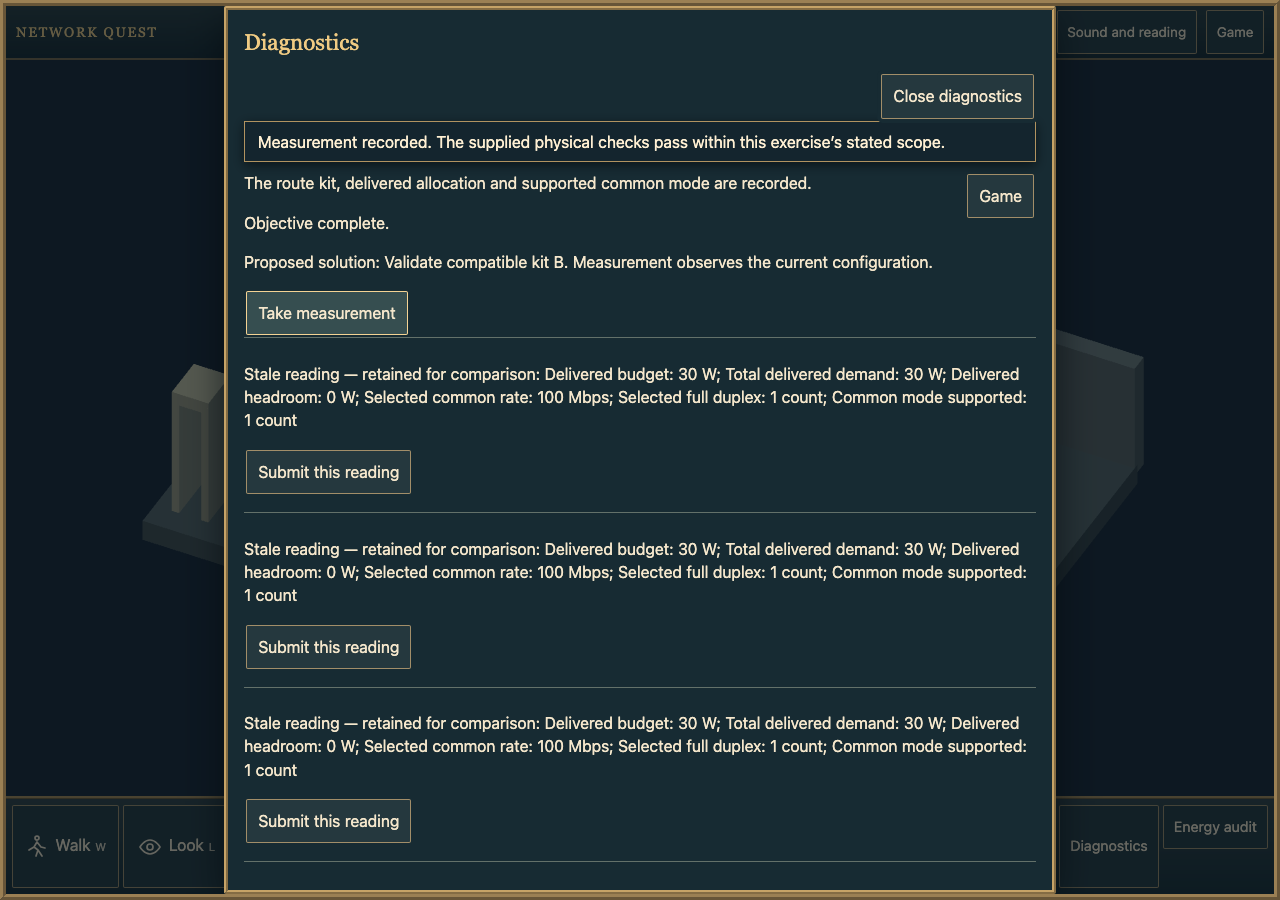 NETWORK QUEST
Sound and reading
Game
Diagnostics
Close diagnostics
Measurement recorded. The supplied physical checks pass within this exercise’s stated scope.
The route kit, delivered allocation and supported common mode are recorded.
Game
Objective complete.
Proposed solution: Validate compatible kit B. Measurement observes the current configuration.
Take measurement
Stale reading — retained for comparison: Delivered budget: 30 W; Total delivered demand: 30 W; Delivered
headroom: 0 W; Selected common rate: 100 Mbps; Selected full duplex: 1 count; Common mode supported:
1 count
Submit this reading
Stale reading — retained for comparison: Delivered budget: 30 W; Total delivered demand: 30 W; Delivered
headroom: 0 W; Selected common rate: 100 Mbps; Selected full duplex: 1 count; Common mode supported:
1 count
Submit this reading
Stale reading — retained for comparison: Delivered budget: 30 W; Total delivered demand: 30 W; Delivered
headroom: 0 W; Selected common rate: 100 Mbps; Selected full duplex: 1 count; Common mode supported:
1 count
Submit this reading
Walk W
Look L
Diagnostics
Energy audit